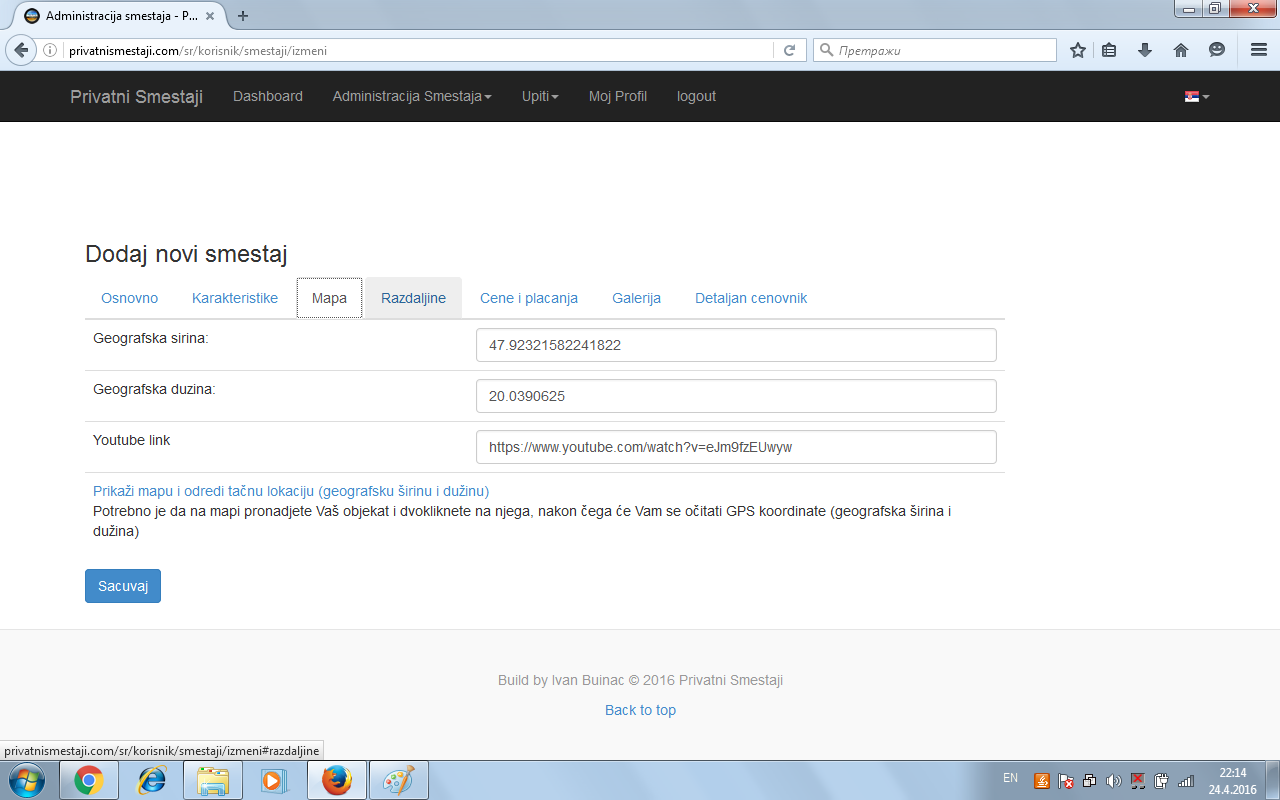 Administracija smestaja - P...
privatnismestaji.com/sr/korisnik/smestaji/izmeni
Претражи
Privatni Smestaji Dashboard Administracija Smestaja Upiti Moj Profil logout
Dodaj novi smestaj
Osnovno Karakteristike Mapa Razdaljine Cene i placanja Galerija Detaljan cenovnik
Geografska sirina: 47.92321582241822
Geografska duzina: 20.0390625
Youtube link https://www.youtube.com/watch?v=eJm9fzEUwyw
Prikaži mapu i odredi tačnu lokaciju (geografsku širinu i dužinu)
Potrebno je da na mapi pronadjete Vaš objekat i dvokliknete na njega, nakon čega će Vam se očitati GPS koordinate (geografska širina i
dužina)
Sacuvaj
Build by Ivan Buinac © 2016 Privatni Smestaji
Back to top
privatnismestaji.com/sr/korisnik/smestaji/izmeni#razdaljine
EN 22:14
24.4.2016